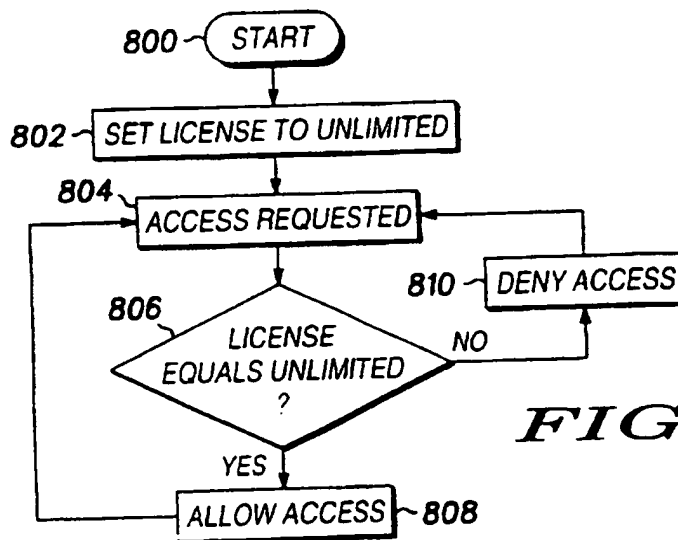 800 START
802 SET LICENSE TO UNLIMITED
804
ACCESS REQUESTED
810 DENY ACCESS
806
LICENSE
EQUALS UNLIMITED
?
NO
YES
ALLOW ACCESS 808
FIG